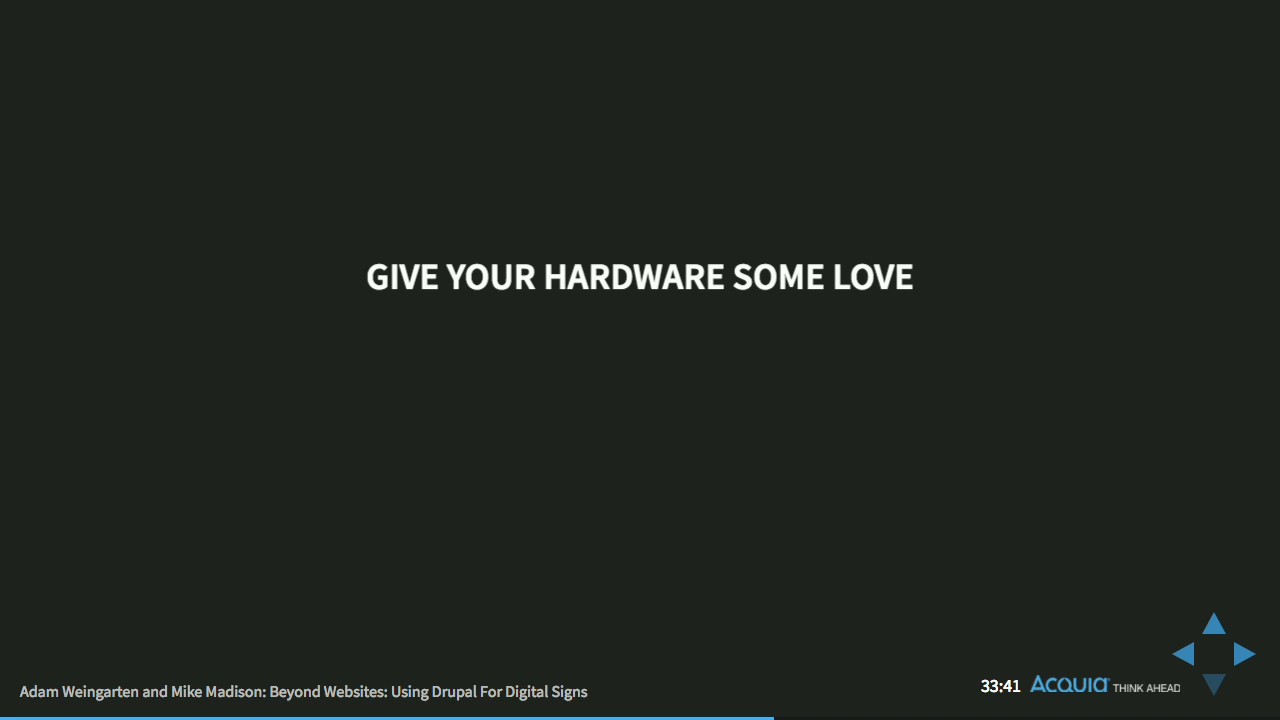 GIVE YOUR HARDWARE SOME LOVE
Adam Weingarten and Mike Madison: Beyond Websites: Using Drupal For Digital Signs
33:41 ACQUIA THINK AHEAD